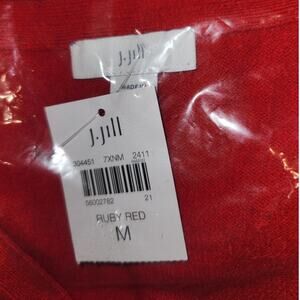 J.Jill
J.Jill
304451 7XNM 2411
56002782 21
RUBY RED
M